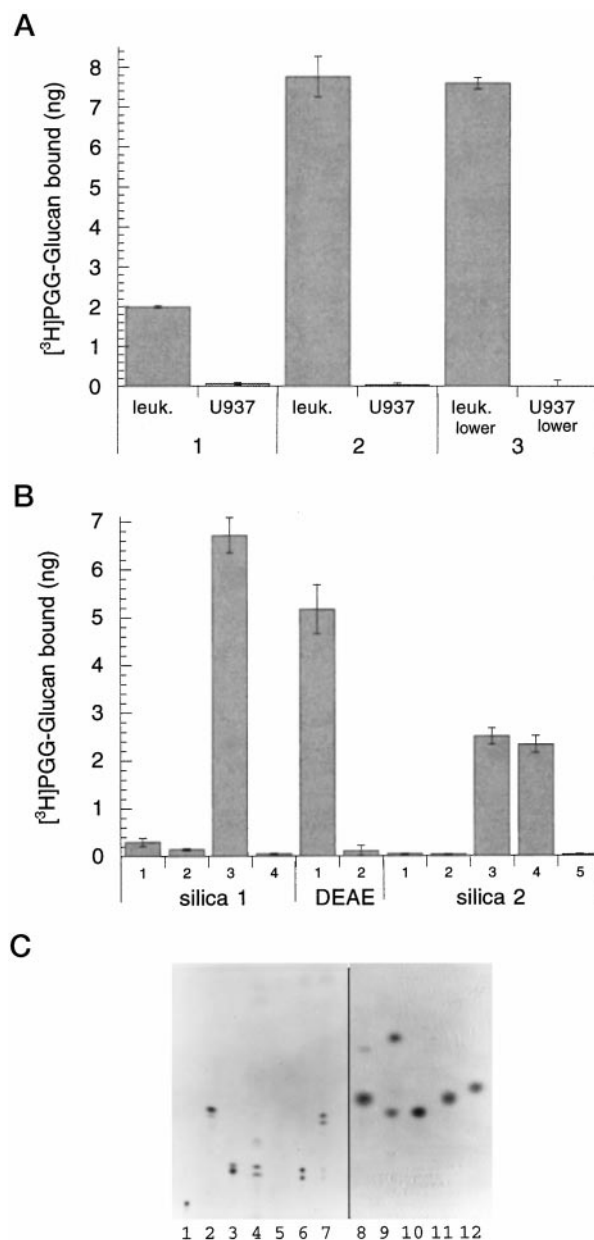 A
[³H]PGG-Glucan bound (ng)
8
7
6
5
4
3
2
1
0
leuk. U937 leuk. U937 leuk. lower U937 lower
1 2 3
B
[³H]PGG-Glucan bound (ng)
7
6
5
4
3
2
1
0
1 2 3 4 1 2 1 2 3 4 5
silica 1 DEAE silica 2
C
1 2 3 4 5 6 7 8 9 10 11 12